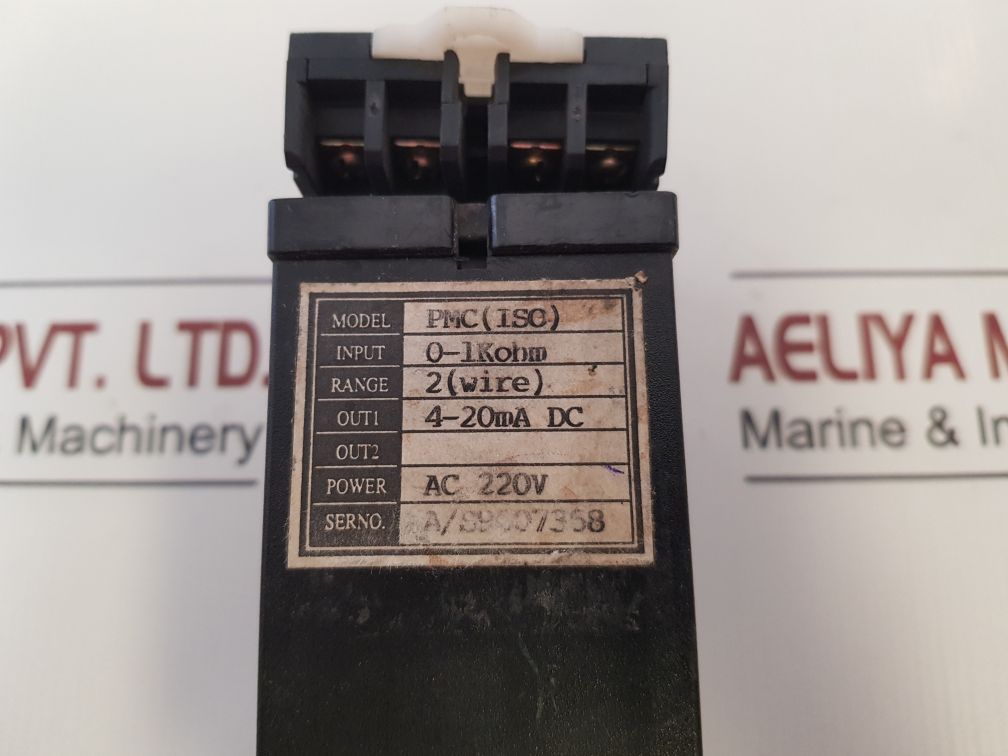 PVT. LTD.
& Machinery
AELIYA M
Marine & In
MODEL PMC(ISO)
INPUT 0-1Kohm
RANGE 2(wire)
OUT1 4-20mA DC
OUT2
POWER AC 220V
SERNO.